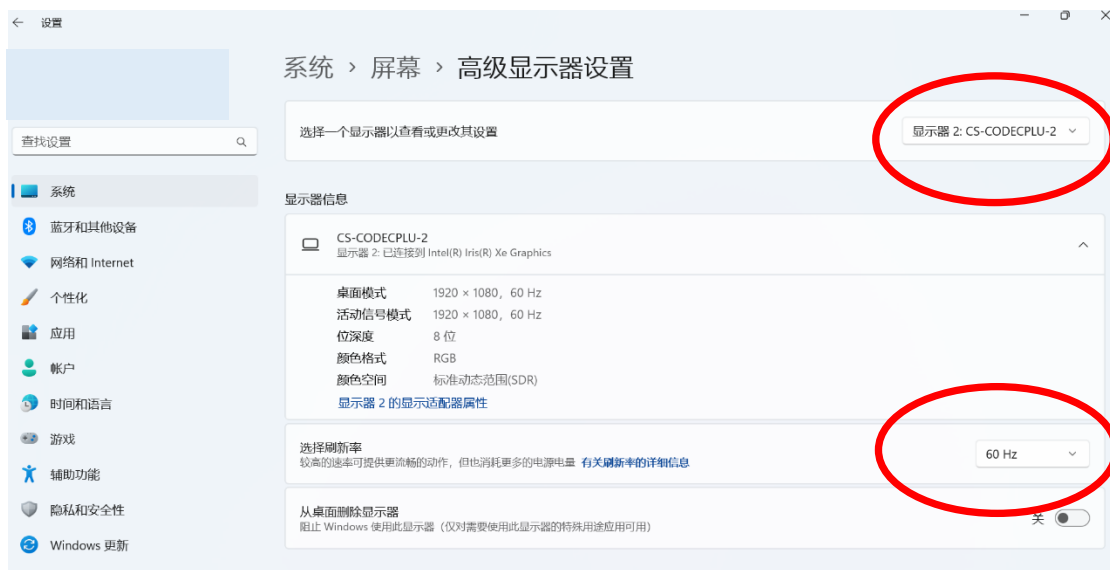 设置
系统 › 屏幕 › 高级显示器设置
选择一个显示器以查看或更改其设置
显示器 2: CS-CODECPLU-2
查找设置
系统
蓝牙和其他设备
网络和 Internet
个性化
应用
帐户
时间和语言
游戏
辅助功能
隐私和安全性
Windows 更新
显示器信息
CS-CODECPLU-2
显示器 2: 已连接到 Intel(R) Iris(R) Xe Graphics
桌面模式 1920 × 1080, 60 Hz
活动信号模式 1920 × 1080, 60 Hz
位深度 8 位
颜色格式 RGB
颜色空间 标准动态范围(SDR)
显示器 2 的显示适配器属性
选择刷新率
较高的速率可提供更流畅的动作，但也消耗更多的电源电量 有关刷新率的详细信息
60 Hz
从桌面删除显示器
阻止 Windows 使用此显示器（仅对需要使用此显示器的特殊用途应用可用）
关